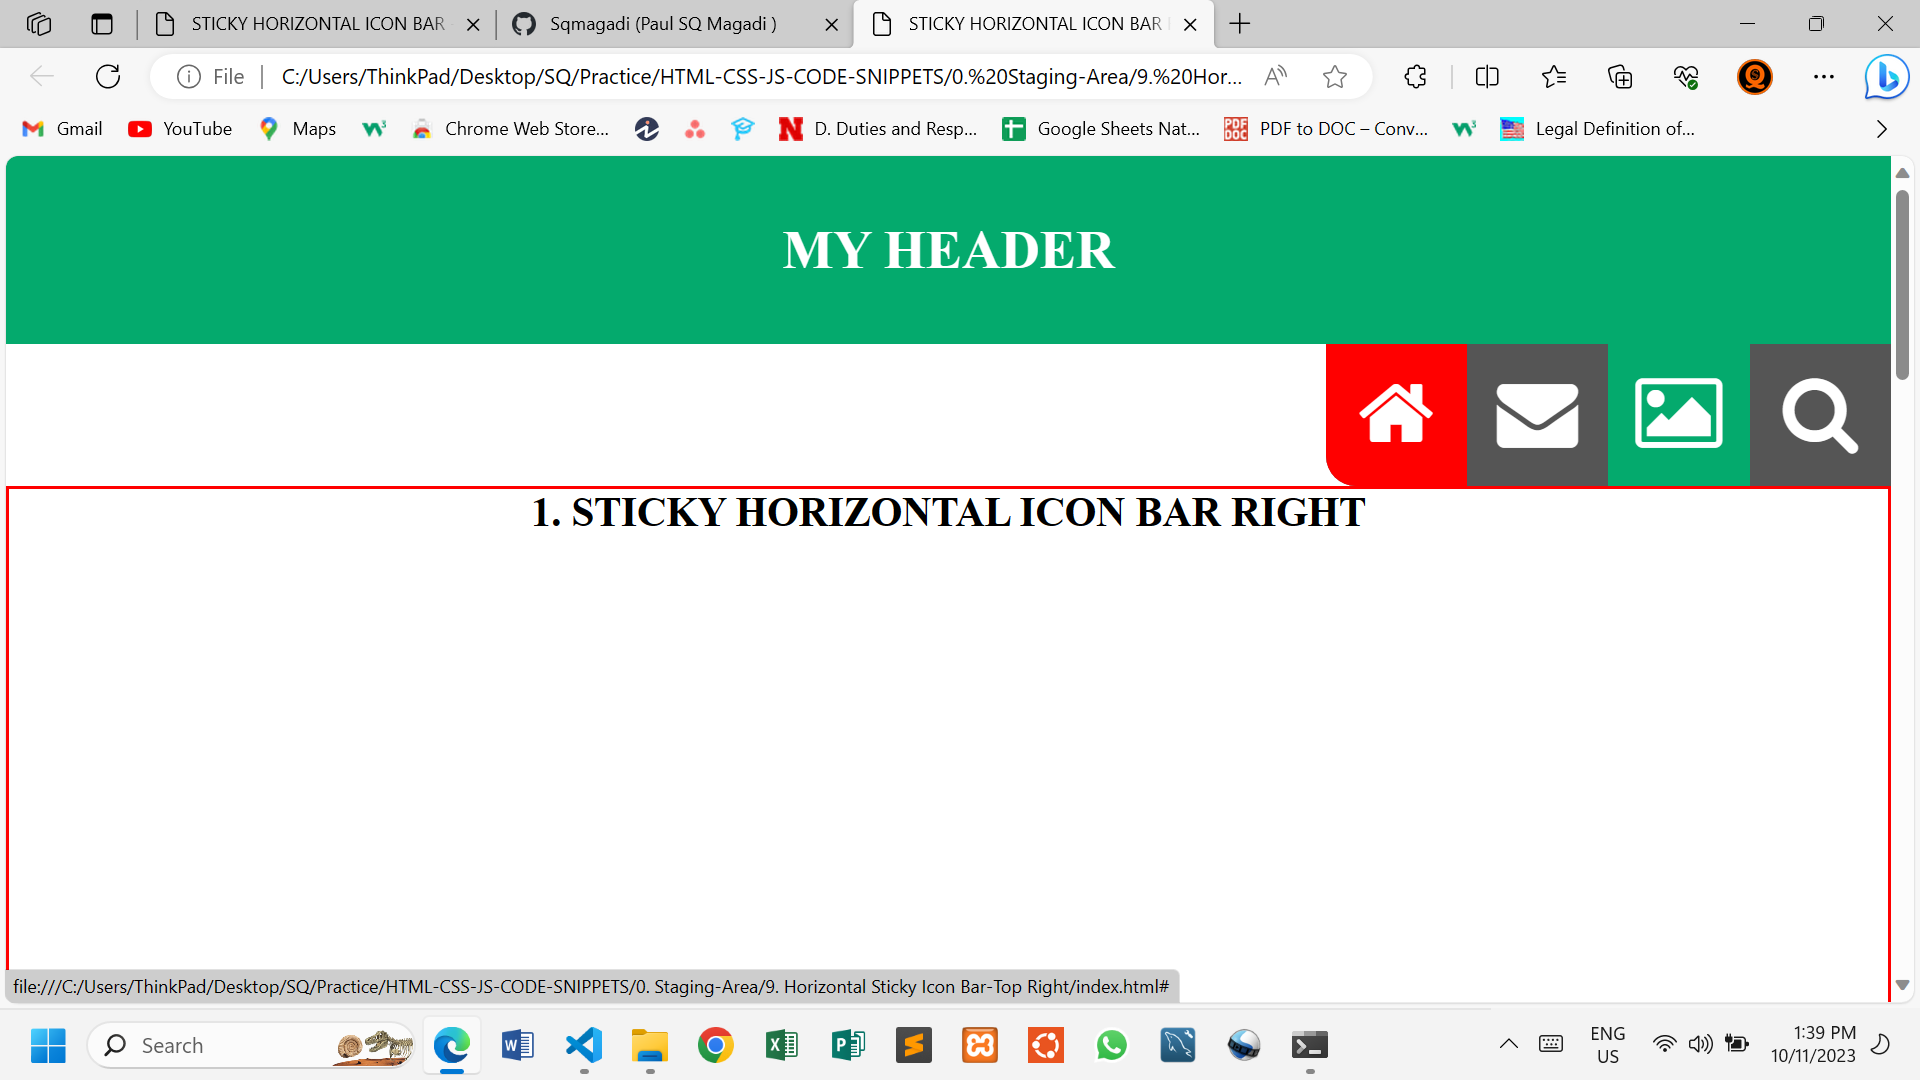 STICKY HORIZONTAL ICON BAR
Sqmagadi (Paul SQ Magadi )
STICKY HORIZONTAL ICON BAR
File
C:/Users/ThinkPad/Desktop/SQ/Practice/HTML-CSS-JS-CODE-SNIPPETS/0.%20Staging-Area/9.%20Hor...
Gmail
YouTube
Maps
Chrome Web Store...
D. Duties and Resp...
Google Sheets Nat...
PDF to DOC – Conv...
Legal Definition of...
MY HEADER
1. STICKY HORIZONTAL ICON BAR RIGHT
file:///C:/Users/ThinkPad/Desktop/SQ/Practice/HTML-CSS-JS-CODE-SNIPPETS/0. Staging-Area/9. Horizontal Sticky Icon Bar-Top Right/index.html#
Search
ENG
US
1:39 PM
10/11/2023